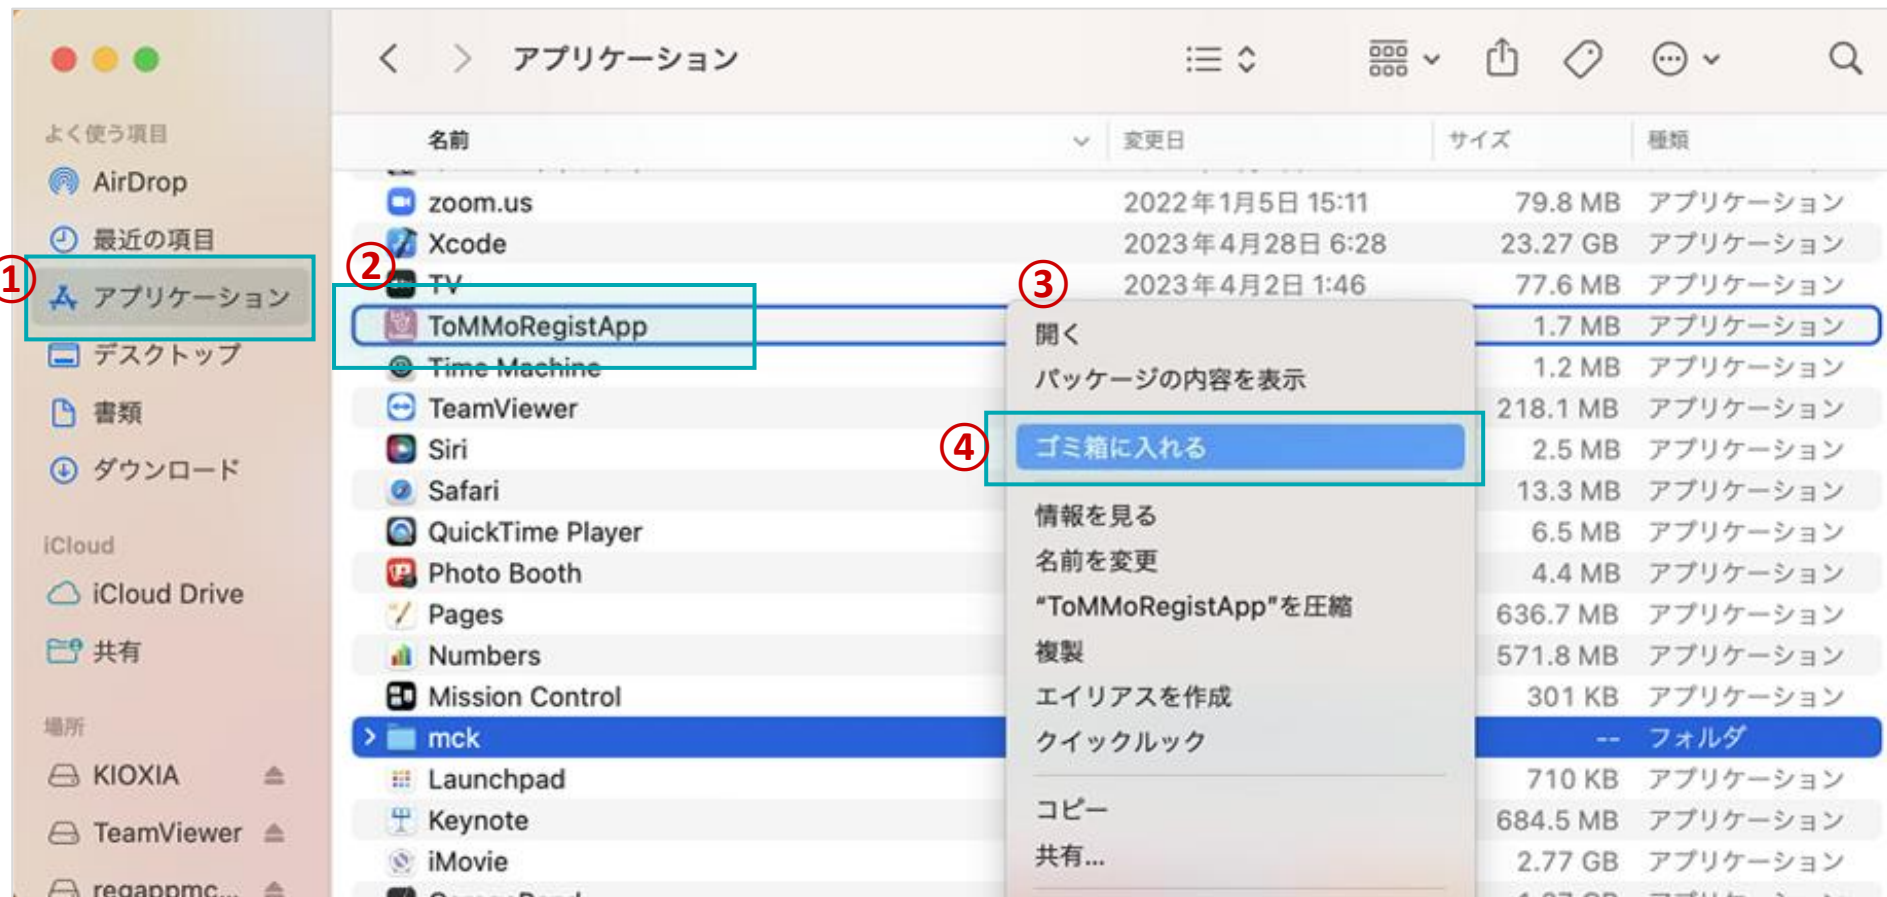 アプリケーション
よく使う項目
AirDrop
最近の項目
① アプリケーション
デスクトップ
書類
ダウンロード
iCloud
iCloud Drive
共有
場所
KIOXIA
TeamViewer
regappmc...
名前 変更日 サイズ 種類
zoom.us 2022年1月5日 15:11 79.8 MB アプリケーション
Xcode 2023年4月28日 6:28 23.27 GB アプリケーション
② TV 2023年4月2日 1:46 77.6 MB アプリケーション
ToMMoRegistApp 1.7 MB アプリケーション
Time Machine 1.2 MB アプリケーション
TeamViewer 218.1 MB アプリケーション
Siri 2.5 MB アプリケーション
Safari 13.3 MB アプリケーション
QuickTime Player 6.5 MB アプリケーション
Photo Booth 4.4 MB アプリケーション
Pages 636.7 MB アプリケーション
Numbers 571.8 MB アプリケーション
Mission Control 301 KB アプリケーション
mck -- フォルダ
Launchpad 710 KB アプリケーション
Keynote 684.5 MB アプリケーション
iMovie 2.77 GB アプリケーション
③
開く
パッケージの内容を表示
④ ゴミ箱に入れる
情報を見る
名前を変更
“ToMMoRegistApp”を圧縮
複製
エイリアスを作成
クイックルック
コピー
共有...